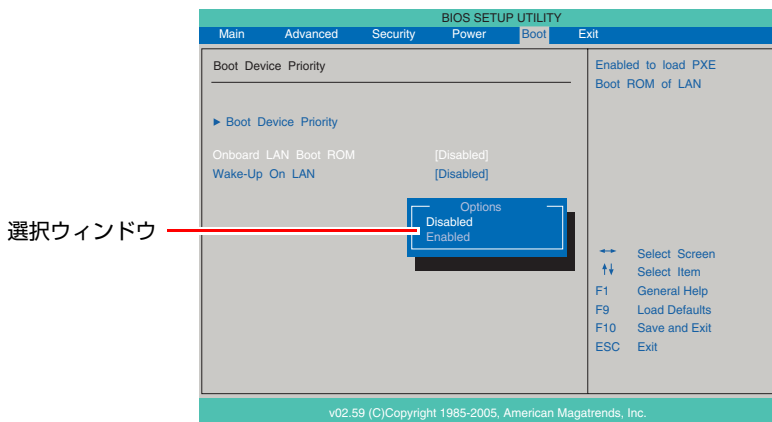 BIOS SETUP UTILITY
Main Advanced Security Power Boot Exit
Boot Device Priority
Enabled to load PXE
Boot ROM of LAN
► Boot Device Priority
Onboard LAN Boot ROM [Disabled]
Wake-Up On LAN [Disabled]
Options
Disabled
Enabled
選択ウィンドウ
Select Screen
Select Item
F1 General Help
F9 Load Defaults
F10 Save and Exit
ESC Exit
v02.59 (C)Copyright 1985-2005, American Magatrends, Inc.